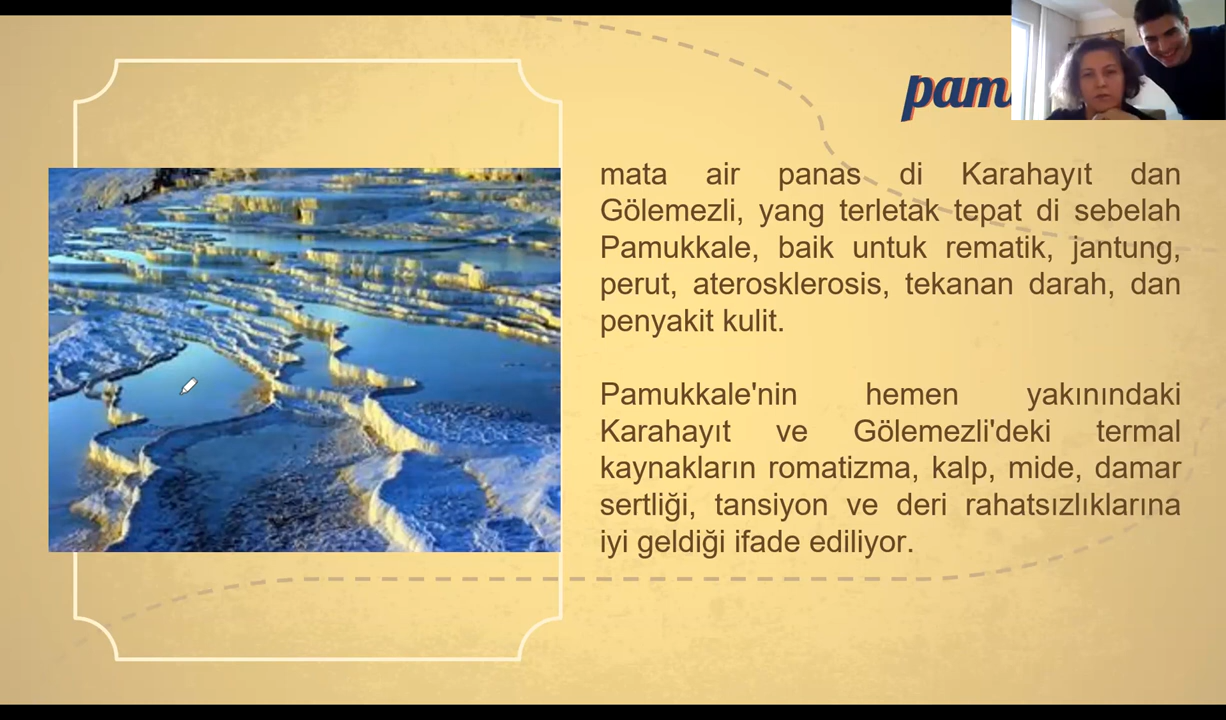 mata air panas di Karahayıt dan
Gölemezli, yang terletak tepat di sebelah
Pamukkale, baik untuk rematik, jantung,
perut, aterosklerosis, tekanan darah, dan
penyakit kulit.
Pamukkale'nin hemen yakınındaki
Karahayıt ve Gölemezli'deki termal
kaynakların romatizma, kalp, mide, damar
sertliği, tansiyon ve deri rahatsızlıklarına
iyi geldiği ifade ediliyor.